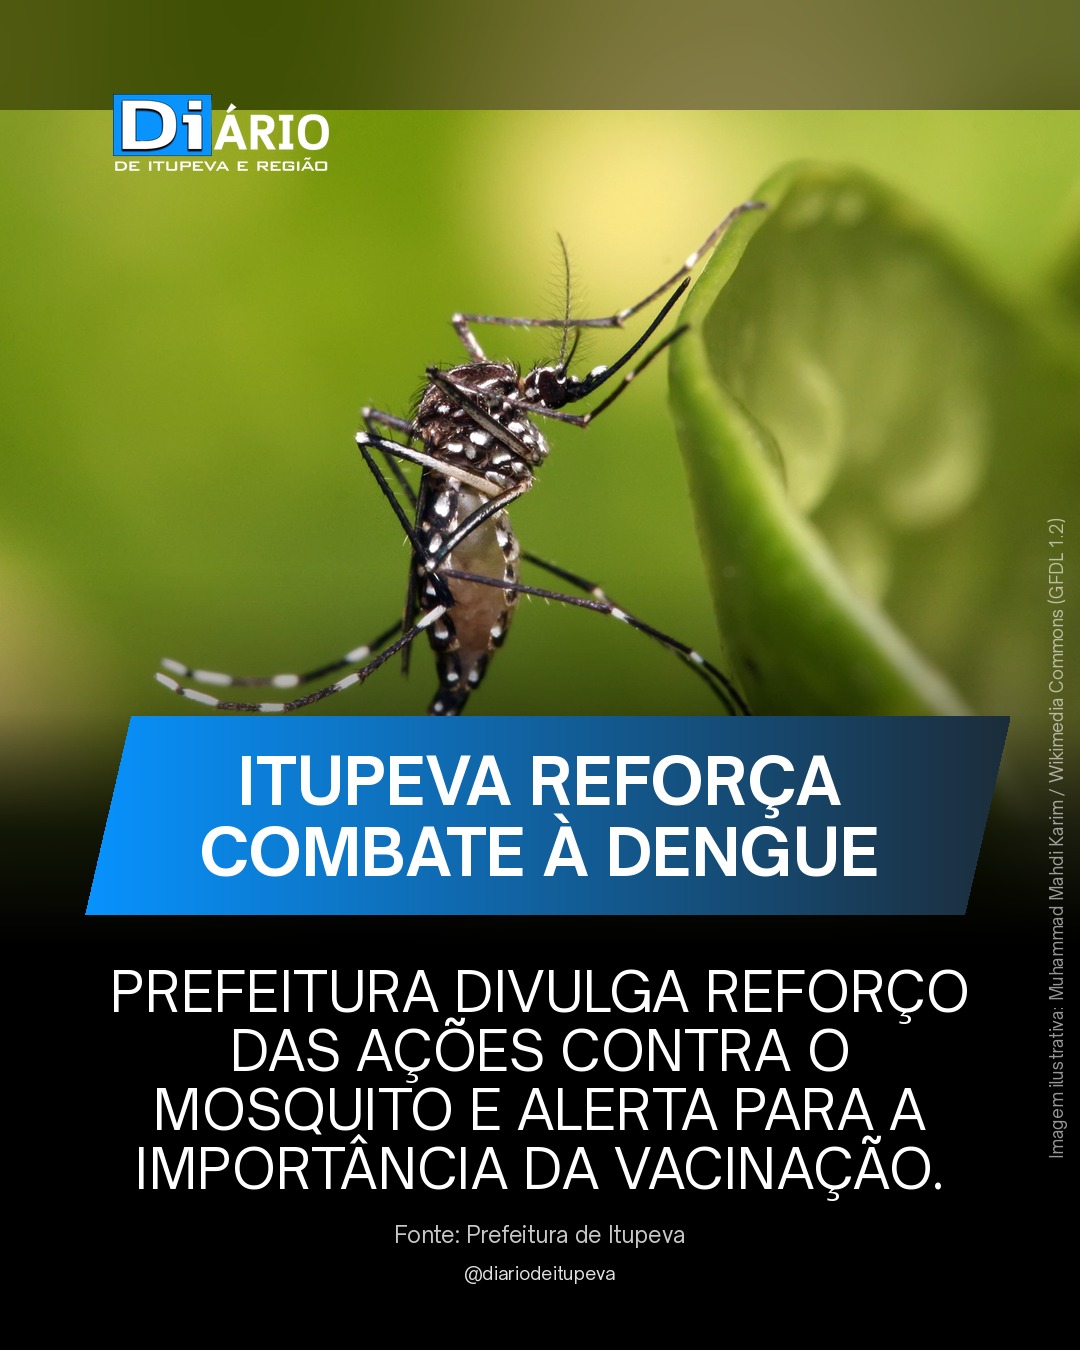 DiÁRIO
DE ITUPEVA E REGIÃO
ITUPEVA REFORÇA
COMBATE À DENGUE
PREFEITURA DIVULGA REFORÇO
DAS AÇÕES CONTRA O
MOSQUITO E ALERTA PARA A
IMPORTÂNCIA DA VACINAÇÃO.
Fonte: Prefeitura de Itupeva
@diariodeitupeva
Imagem ilustrativa: Muhammad Mahdi Karim / Wikimedia Commons (GFDL 1.2)